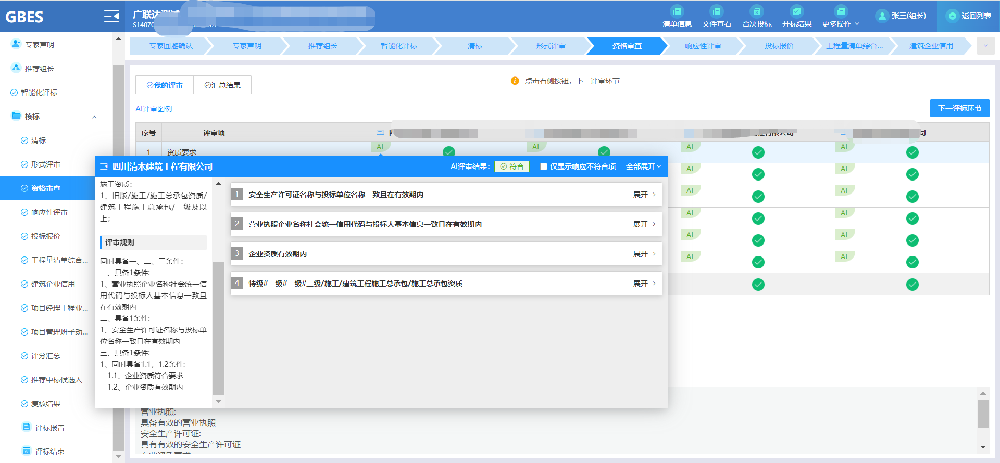 GBES
广联达测试
S1407
清单信息
文件查看
否决投标
开标结果
更多操作
张三(组长)
返回列表
专家声明
推荐组长
智能化评标
核标
清标
形式评审
资格审查
响应性评审
投标报价
工程量清单综合...
建筑企业信用
项目经理工程业...
项目管理班子动...
评分汇总
推荐中标候选人
复核结果
评标报告
评标结束
专家回避确认
专家声明
推荐组长
智能化评标
清标
形式评审
资格审查
响应性评审
投标报价
工程量清单综合...
建筑企业信用
我的评审
汇总结果
点击右侧按钮，下一评审环节
AI评审图例
下一评标环节
序号
评审项
有限公司
司
1
资质要求
AI
AI
AI
AI
四川清木建筑工程有限公司
AI评审结果：
符合
仅显示响应不符合项
全部展开
施工资质：
1、旧版/施工/施工总承包资质/
建筑工程施工总承包/三级及以
上；
评审规则
同时具备一、二、三条件：
一、具备1条件:
1、营业执照企业名称社会统一信
用代码与投标人基本信息一致且
在有效期内
二、具备1条件:
1、安全生产许可证名称与投标单
位名称一致且在有效期内
三、具备1条件:
1、同时具备1.1，1.2条件:
1.1、企业资质符合要求
1.2、企业资质有效期内
1
安全生产许可证名称与投标单位名称一致且在有效期内
展开
2
营业执照企业名称社会统一信用代码与投标人基本信息一致且在有效期内
展开
3
企业资质有效期内
展开
4
特级#一级#二级#三级/施工/建筑工程施工总承包/施工总承包资质
展开
AI
AI
AI
AI
AI
AI
AI
AI
AI
AI
营业执照:
具备有效的营业执照
安全生产许可证:
具有有效的安全生产许可证